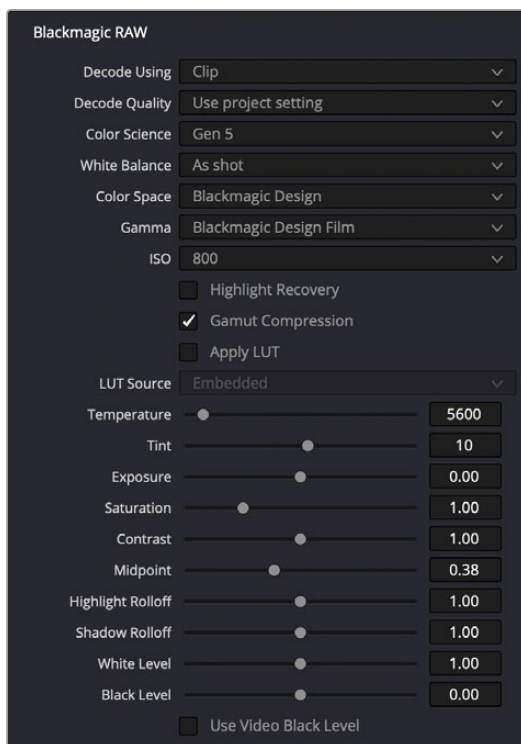 Blackmagic RAW
Decode Using Clip
Decode Quality Use project setting
Color Science Gen 5
White Balance As shot
Color Space Blackmagic Design
Gamma Blackmagic Design Film
ISO 800
Highlight Recovery
Gamut Compression
Apply LUT
LUT Source Embedded
Temperature 5600
Tint 10
Exposure 0.00
Saturation 1.00
Contrast 1.00
Midpoint 0.38
Highlight Rolloff 1.00
Shadow Rolloff 1.00
White Level 1.00
Black Level 0.00
Use Video Black Level